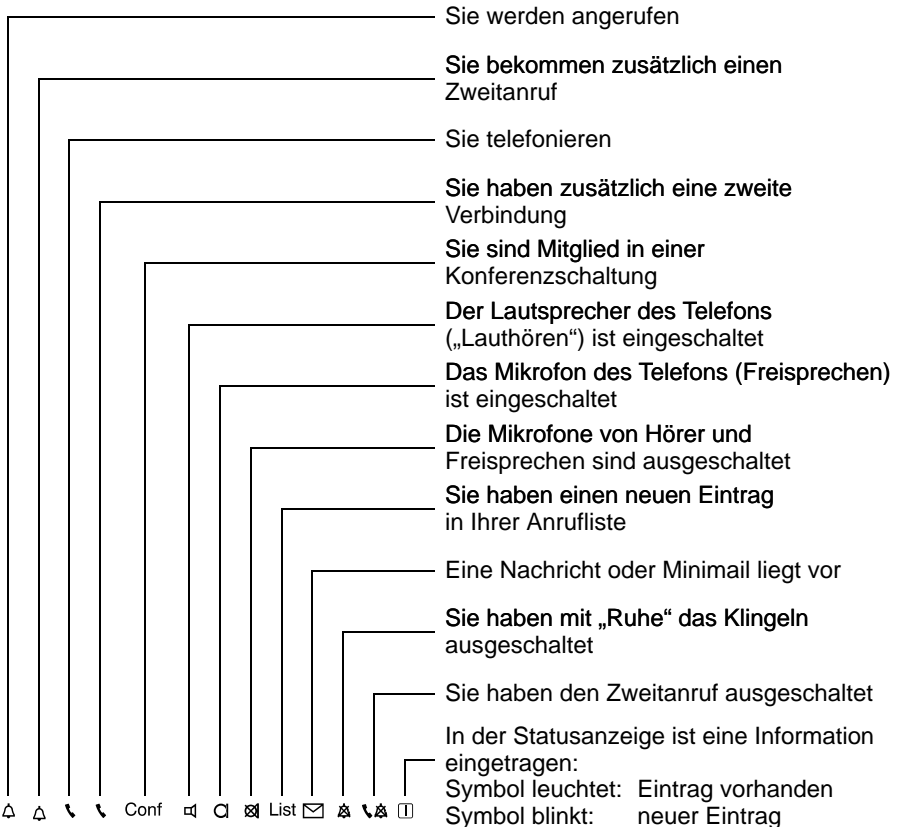 Sie werden angerufen
Sie bekommen zusätzlich einen
Zweitanruf
Sie telefonieren
Sie haben zusätzlich eine zweite
Verbindung
Sie sind Mitglied in einer
Konferenzschaltung
Der Lautsprecher des Telefons
(„Lauthören“) ist eingeschaltet
Das Mikrofon des Telefons (Freisprechen)
ist eingeschaltet
Die Mikrofone von Hörer und
Freisprechen sind ausgeschaltet
Sie haben einen neuen Eintrag
in Ihrer Anrufliste
Eine Nachricht oder Minimail liegt vor
Sie haben mit „Ruhe“ das Klingeln
ausgeschaltet
Sie haben den Zweitanruf ausgeschaltet
In der Statusanzeige ist eine Information
eingetragen:
Symbol leuchtet: Eintrag vorhanden
Symbol blinkt: neuer Eintrag
Conf List